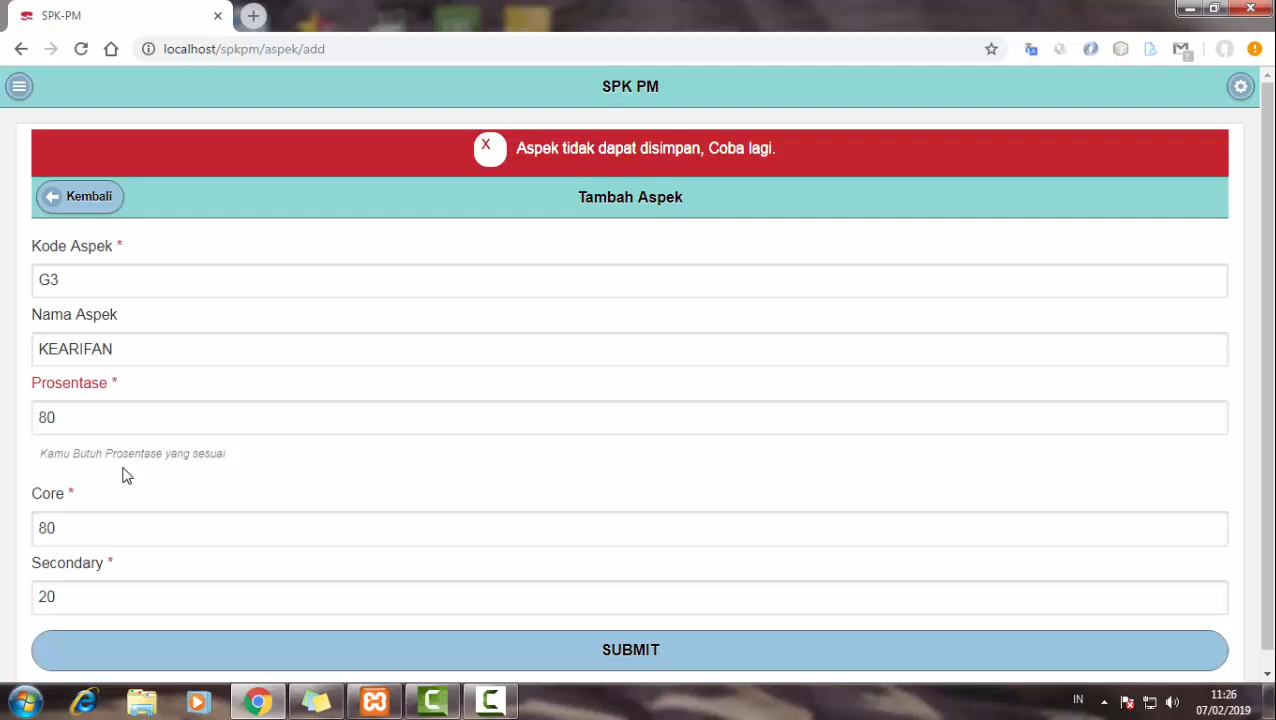 SPK-PM
localhost/spkpm/aspek/add
SPK PM
X Aspek tidak dapat disimpan, Coba lagi.
Kembali
Tambah Aspek
Kode Aspek *
G3
Nama Aspek
KEARIFAN
Prosentase *
80
Kamu Butuh Prosentase yang sesuai
Core *
80
Secondary *
20
SUBMIT
IN
11:26
07/02/2019